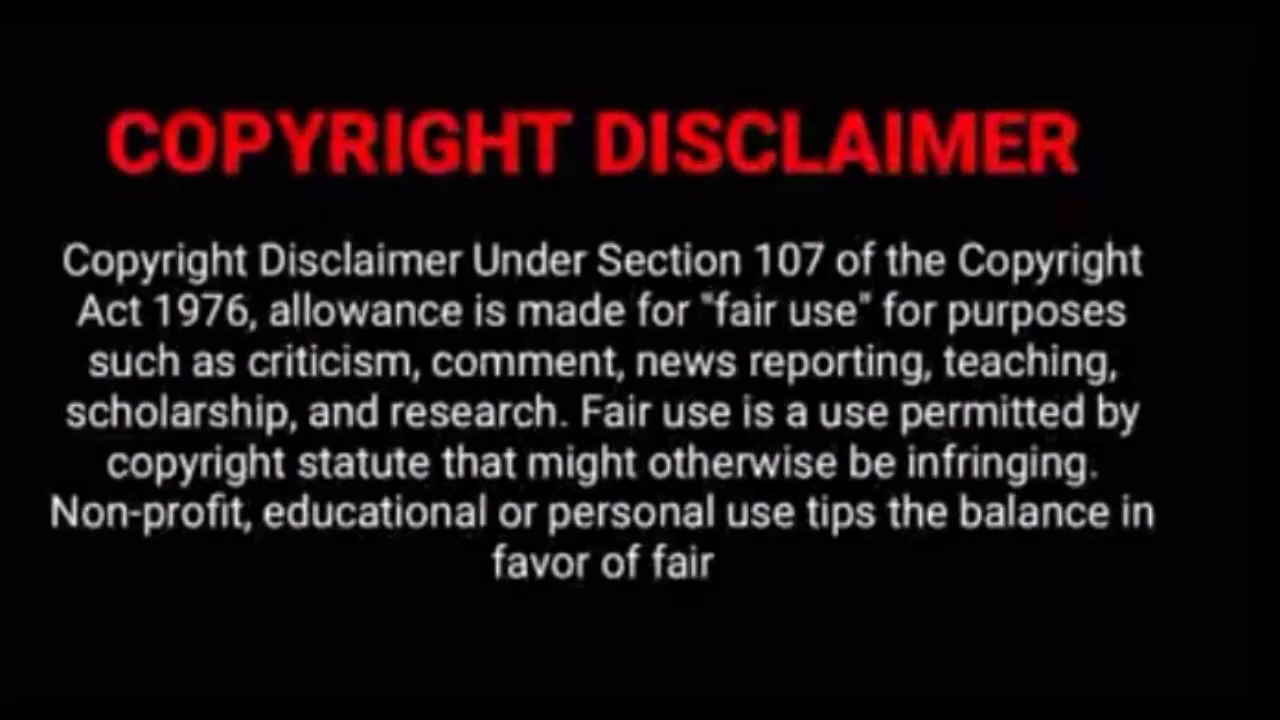 COPYRIGHT DISCLAIMER
Copyright Disclaimer Under Section 107 of the Copyright
Act 1976, allowance is made for "fair use" for purposes
such as criticism, comment, news reporting, teaching,
scholarship, and research. Fair use is a use permitted by
copyright statute that might otherwise be infringing.
Non-profit, educational or personal use tips the balance in
favor of fair